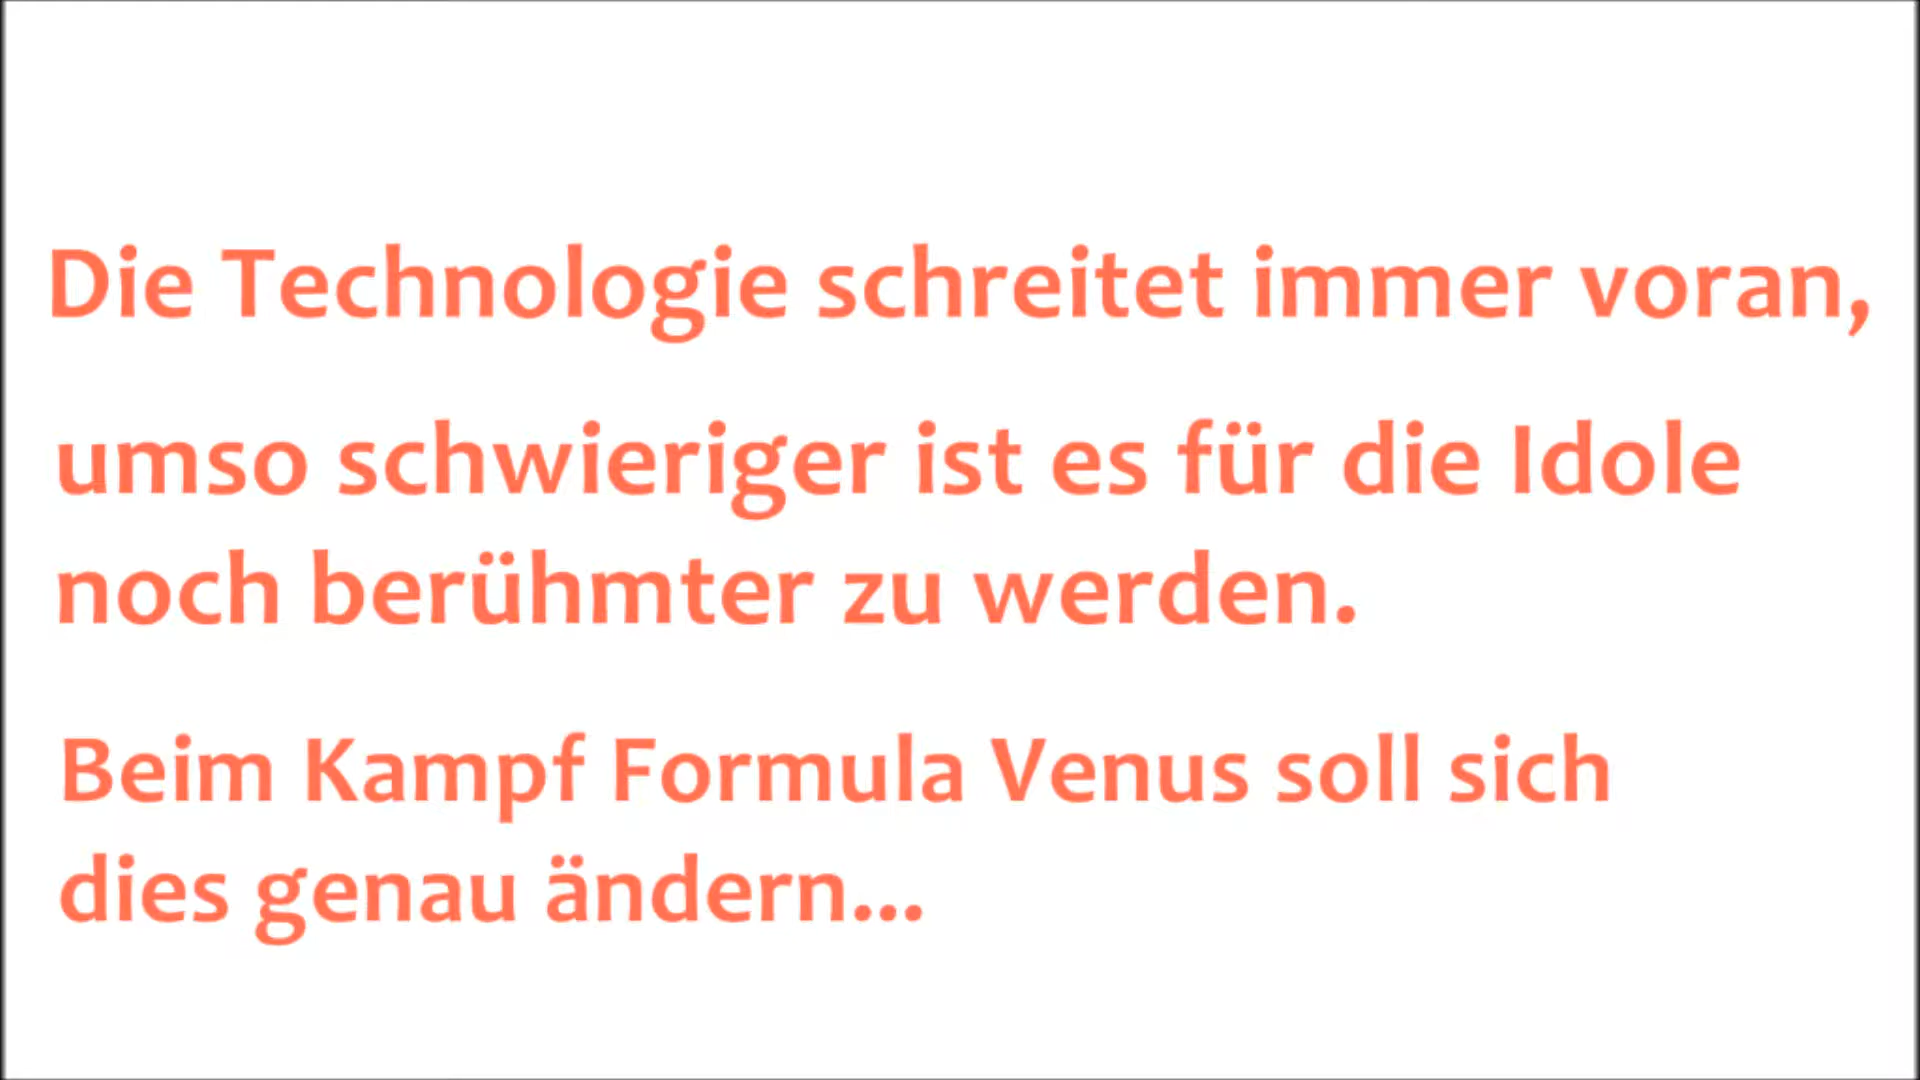 Die Technologie schreitet immer voran,
umso schwieriger ist es für die Idole
noch berühmter zu werden.
Beim Kampf Formula Venus soll sich
dies genau ändern...